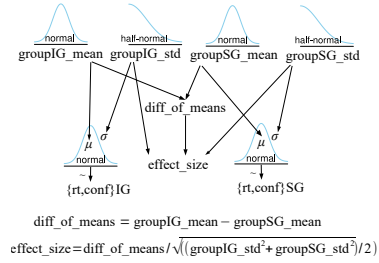 normal half-normal normal half-normal
groupIG_mean groupIG_std groupSG_mean groupSG_std
diff_of_means
μ σ μ σ
normal effect_size normal
~ ~
{rt,conf}IG {rt,conf}SG
diff_of_means = groupIG_mean − groupSG_mean
effect_size=diff_of_means/√((groupIG_std²+groupSG_std²)/2)